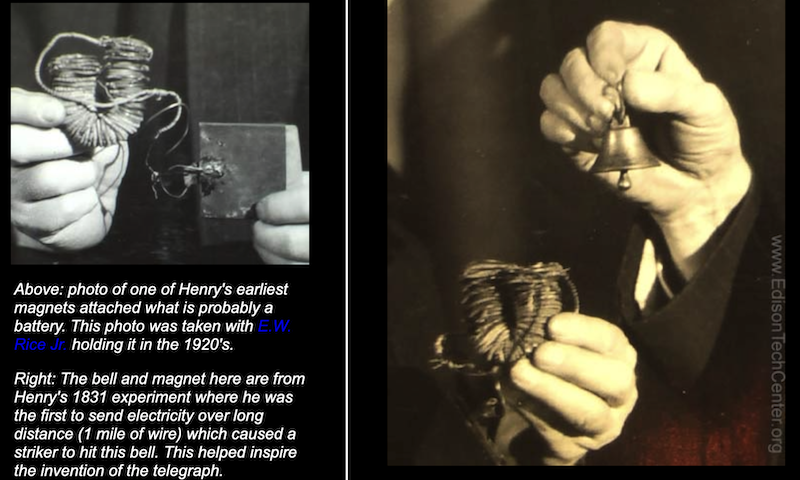 Above: photo of one of Henry's earliest
magnets attached what is probably a
battery. This photo was taken with E.W.
Rice Jr. holding it in the 1920's.
Right: The bell and magnet here are from
Henry's 1831 experiment where he was
the first to send electricity over long
distance (1 mile of wire) which caused a
striker to hit this bell. This helped inspire
the invention of the telegraph.
www.EdisonTechCenter.org